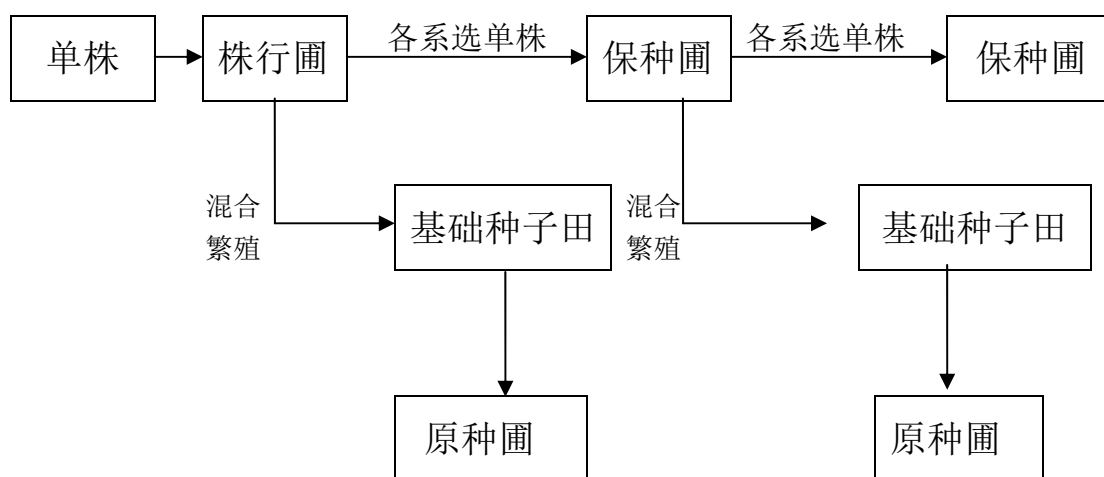 单株
株行圃
各系选单株
保种圃
各系选单株
保种圃
混合
繁殖
基础种子田
混合
繁殖
基础种子田
原种圃
原种圃